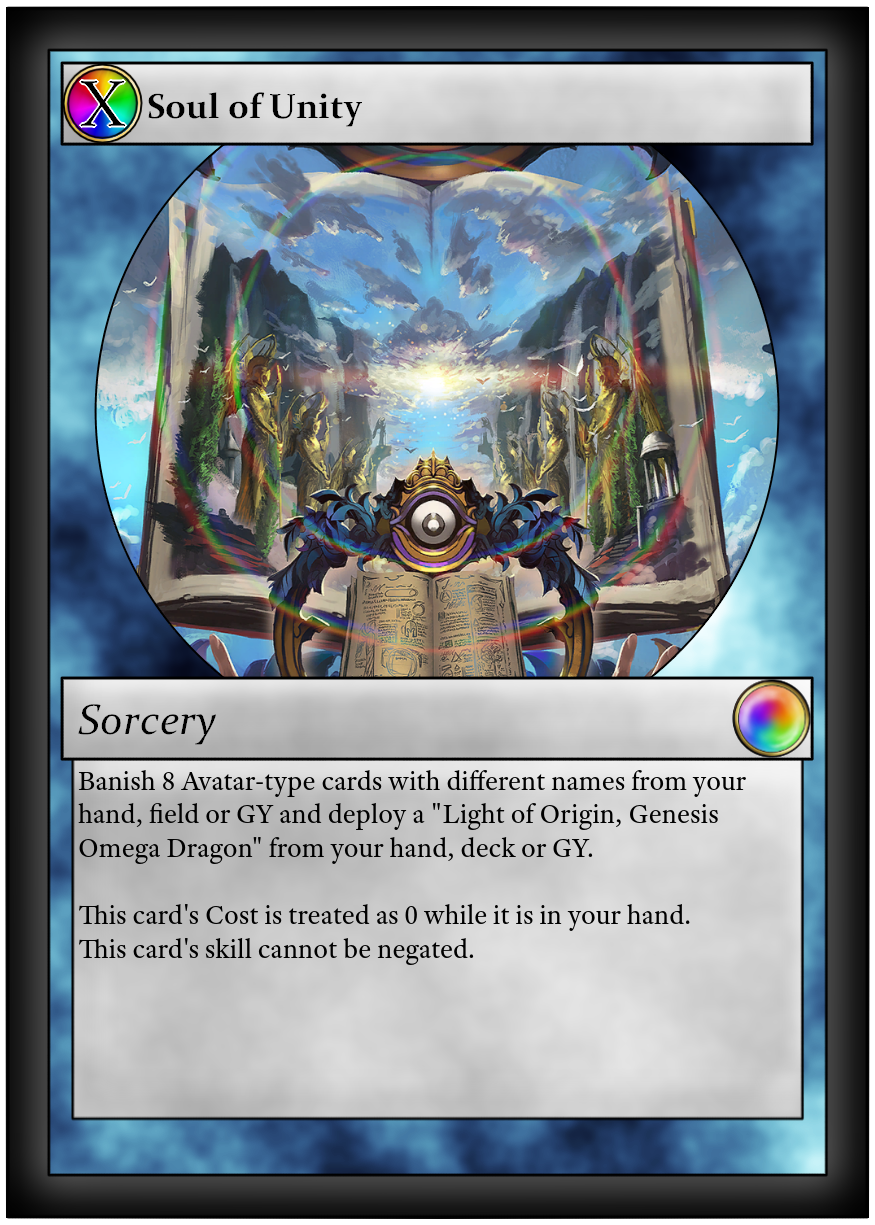 X
Soul of Unity
Sorcery
Banish 8 Avatar-type cards with different names from your
hand, field or GY and deploy a "Light of Origin, Genesis
Omega Dragon" from your hand, deck or GY.
This card's Cost is treated as 0 while it is in your hand.
This card's skill cannot be negated.